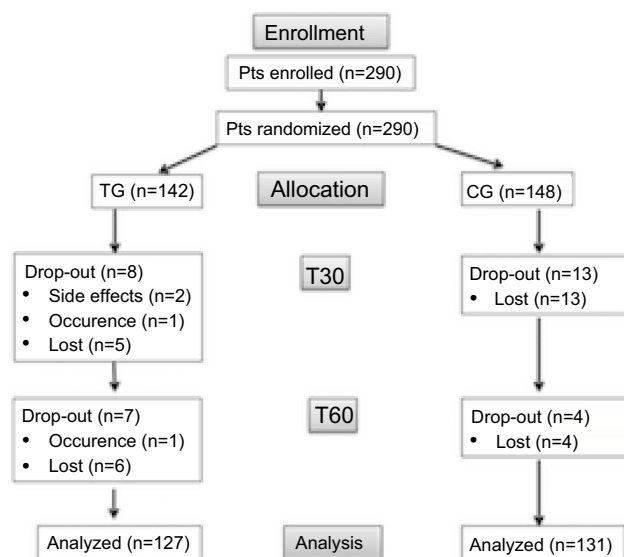 Enrollment
Pts enrolled (n=290)
Pts randomized (n=290)
TG (n=142)
Allocation
CG (n=148)
Drop-out (n=8)
• Side effects (n=2)
• Occurence (n=1)
• Lost (n=5)
T30
Drop-out (n=13)
• Lost (n=13)
Drop-out (n=7)
• Occurence (n=1)
• Lost (n=6)
T60
Drop-out (n=4)
• Lost (n=4)
Analyzed (n=127)
Analysis
Analyzed (n=131)